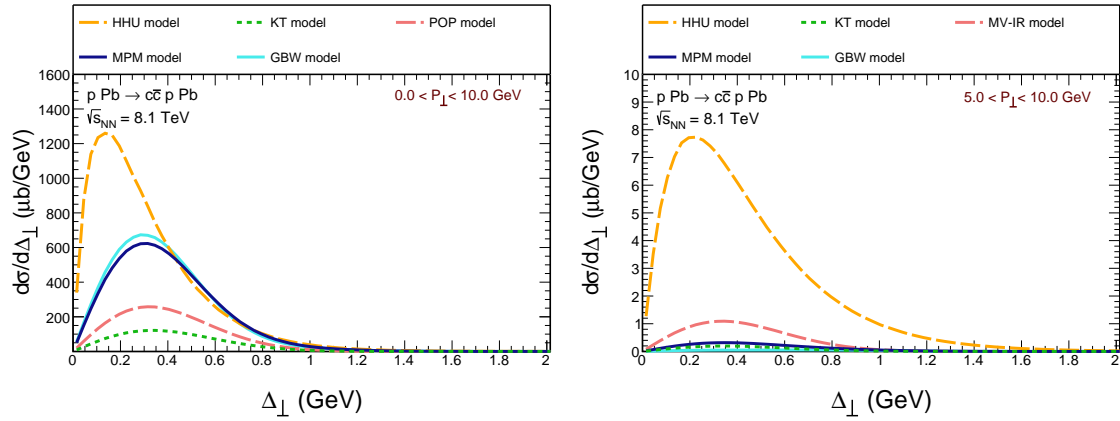 HHU model KT model POP model
MPM model GBW model
1600
1400
1200
1000
800
600
400
200
0
p Pb → cc̄ p Pb
√s_NN = 8.1 TeV
0.0 < P⊥ < 10.0 GeV
dσ/dΔ⊥ (μb/GeV)
0 0.2 0.4 0.6 0.8 1 1.2 1.4 1.6 1.8 2
Δ⊥ (GeV)
HHU model KT model MV-IR model
MPM model GBW model
10
9
8
7
6
5
4
3
2
1
0
p Pb → cc̄ p Pb
√s_NN = 8.1 TeV
5.0 < P⊥ < 10.0 GeV
dσ/dΔ⊥ (μb/GeV)
0 0.2 0.4 0.6 0.8 1 1.2 1.4 1.6 1.8 2
Δ⊥ (GeV)